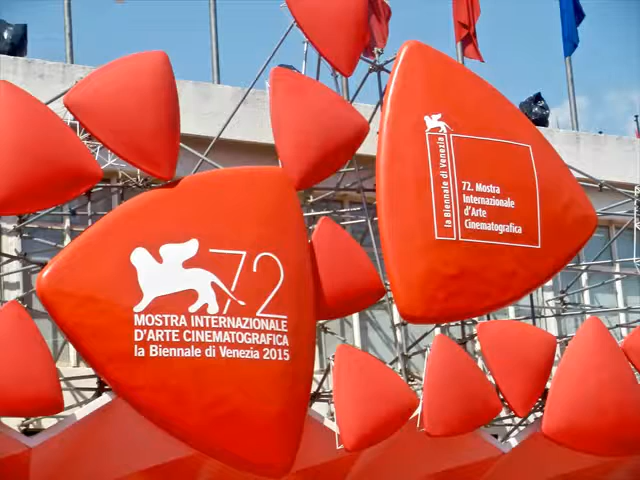 72
MOSTRA INTERNAZIONALE
D'ARTE CINEMATOGRAFICA
la Biennale di Venezia 2015
la Biennale di Venezia
72. Mostra
Internazionale
d'Arte
Cinematografica